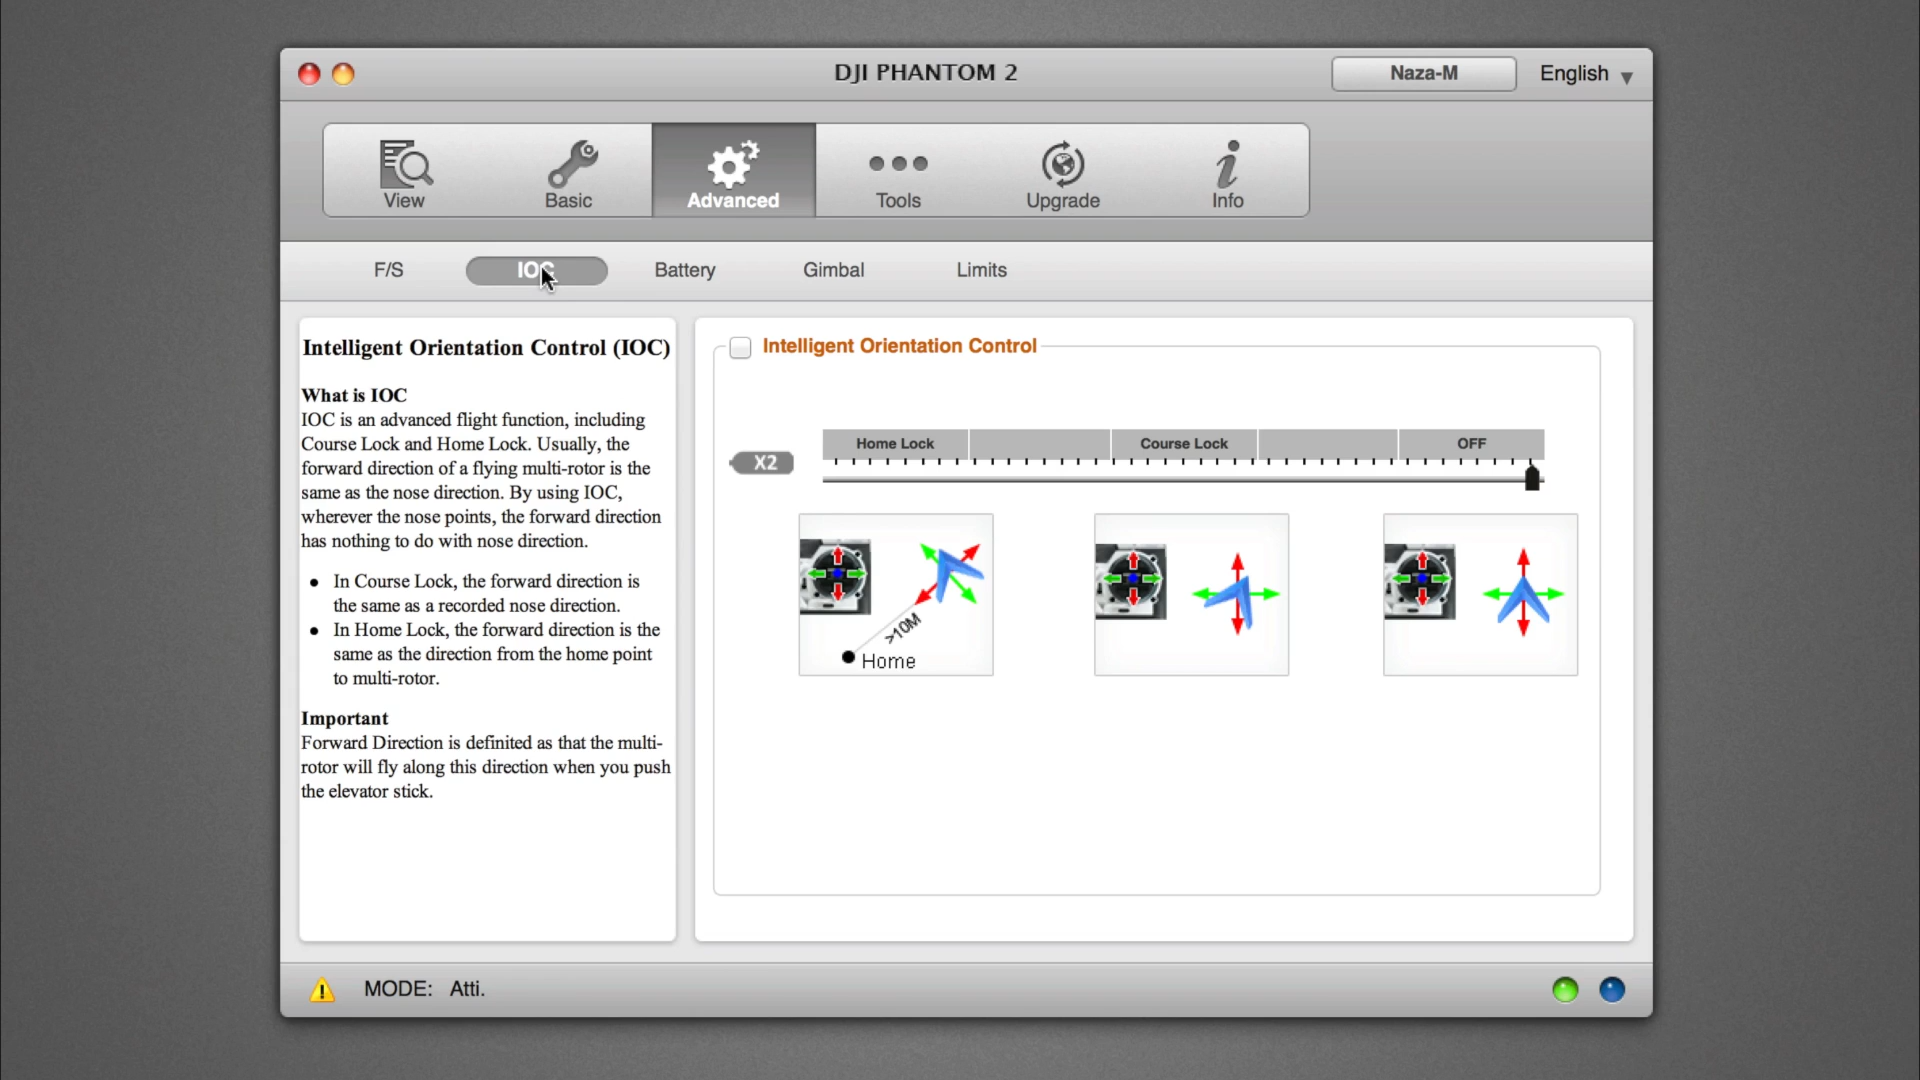 DJI PHANTOM 2
Naza-M
English
View
Basic
Advanced
Tools
Upgrade
Info
F/S
IOC
Battery
Gimbal
Limits
Intelligent Orientation Control (IOC)
What is IOC
IOC is an advanced flight function, including
Course Lock and Home Lock. Usually, the
forward direction of a flying multi-rotor is the
same as the nose direction. By using IOC,
wherever the nose points, the forward direction
has nothing to do with nose direction.
In Course Lock, the forward direction is
the same as a recorded nose direction.
In Home Lock, the forward direction is the
same as the direction from the home point
to multi-rotor.
Important
Forward Direction is definited as that the multi-
rotor will fly along this direction when you push
the elevator stick.
Intelligent Orientation Control
Home Lock
Course Lock
OFF
X2
>10M
Home
MODE: Atti.